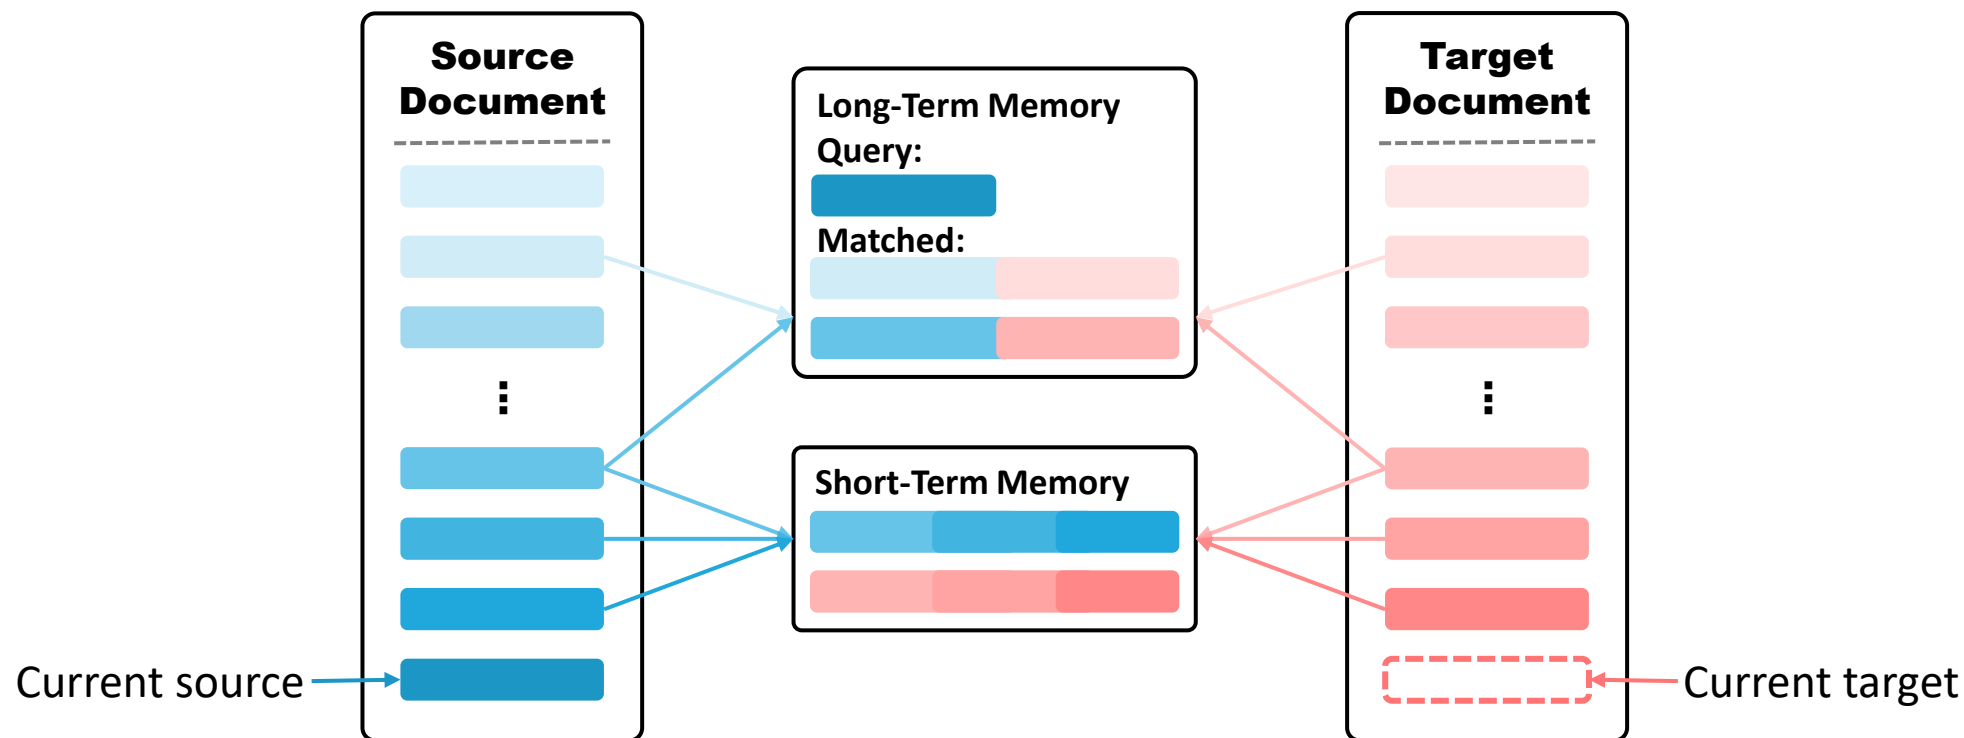 Source
Document
Long-Term Memory
Query:
Matched:
Short-Term Memory
Target
Document
Current source
Current target